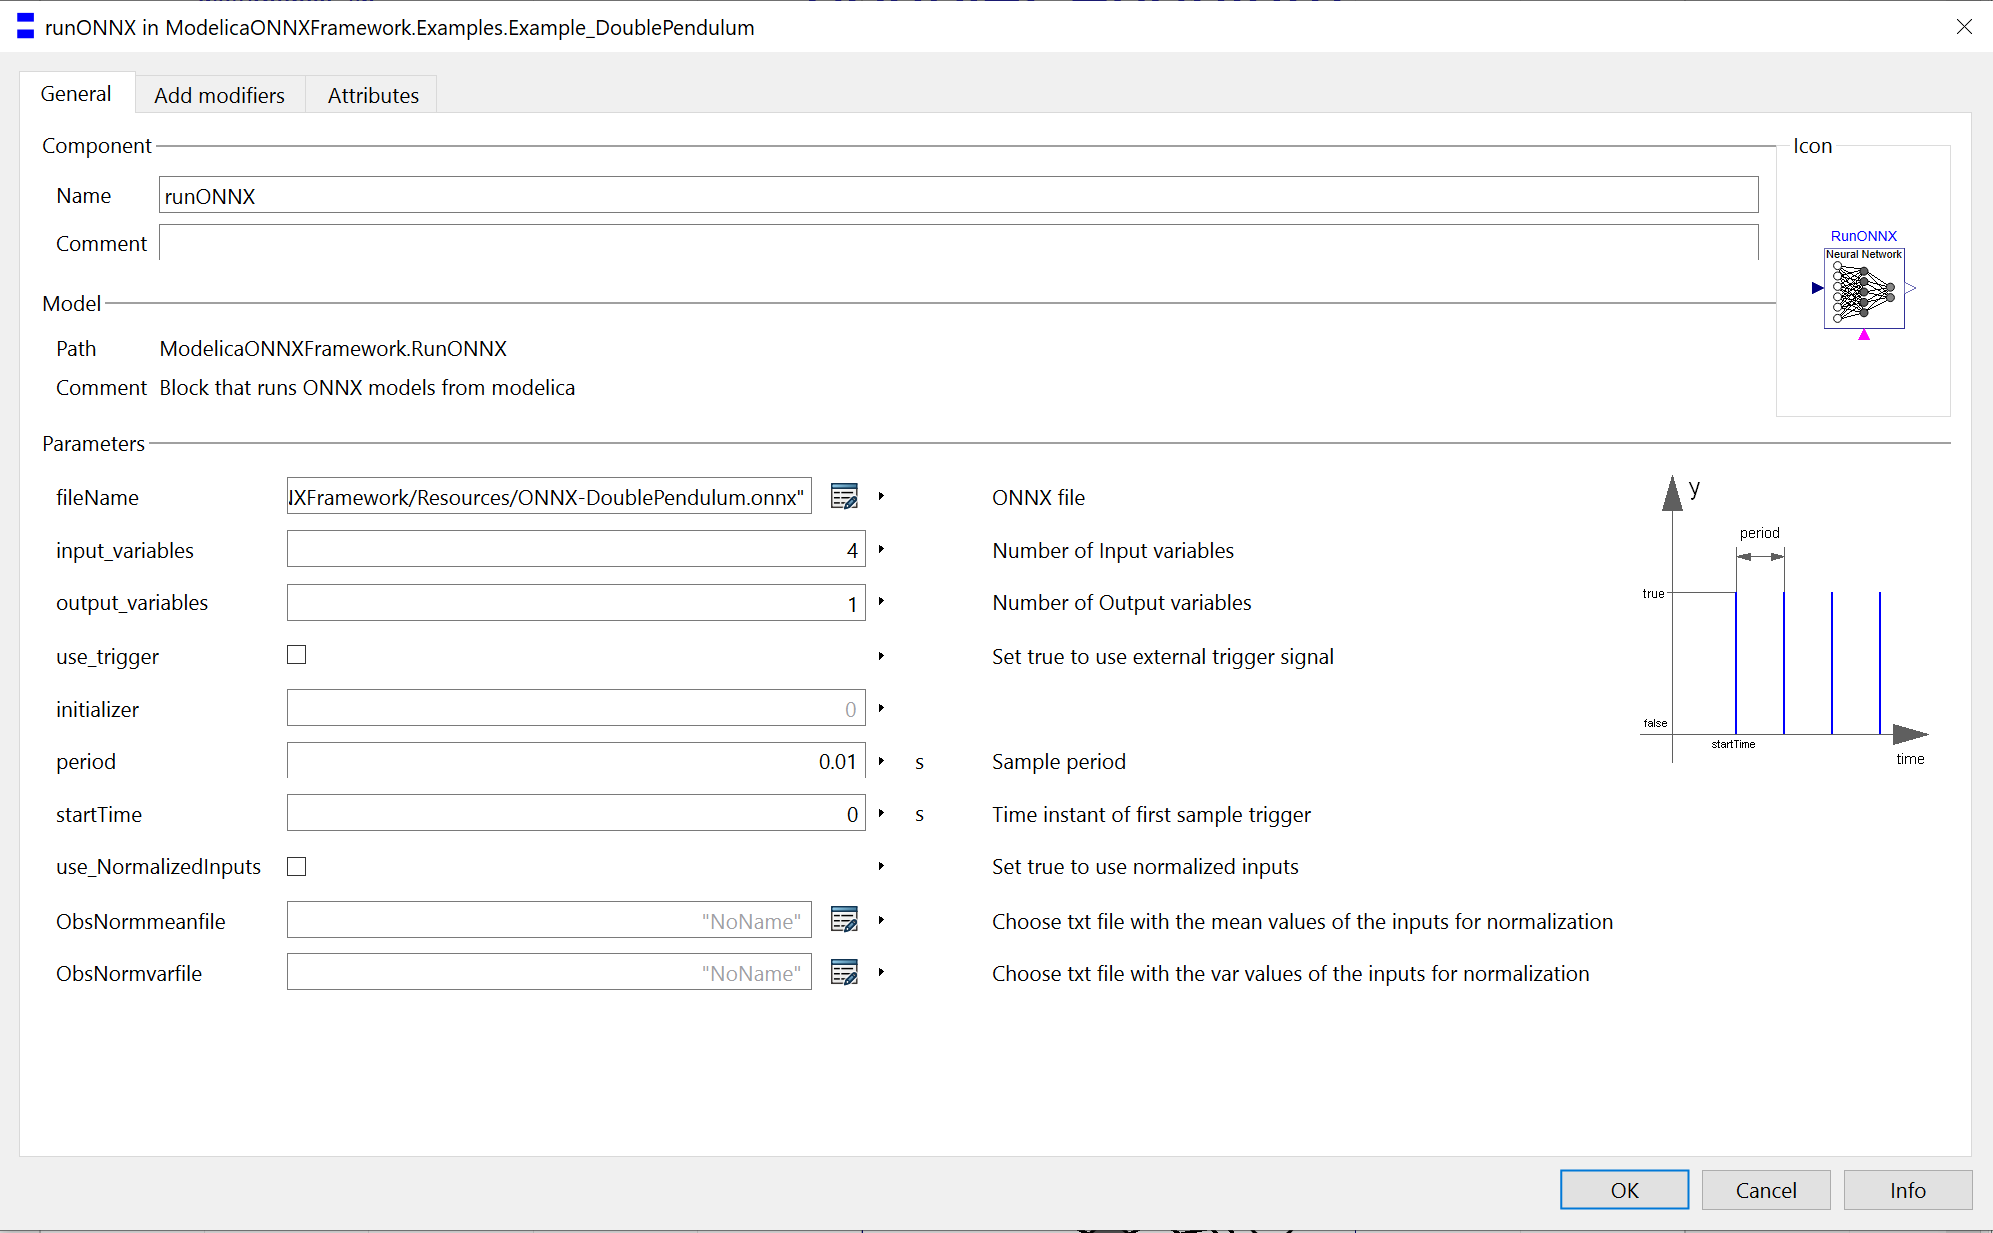 runONNX in ModelicaONNXFramework.Examples.Example_DoublePendulum
General Add modifiers Attributes
Component
Icon
Name runONNX
Comment
RunONNX
Neural Network
Model
Path ModelicaONNXFramework.RunONNX
Comment Block that runs ONNX models from modelica
Parameters
fileName XFramework/Resources/ONNX-DoublePendulum.onnx" ONNX file
input_variables 4 Number of Input variables
output_variables 1 Number of Output variables
use_trigger Set true to use external trigger signal
initializer 0
period 0.01 s Sample period
startTime 0 s Time instant of first sample trigger
use_NormalizedInputs Set true to use normalized inputs
ObsNormmeanfile "NoName" Choose txt file with the mean values of the inputs for normalization
ObsNormvarfile "NoName" Choose txt file with the var values of the inputs for normalization
y
period
true
false
startTime
time
OK Cancel Info